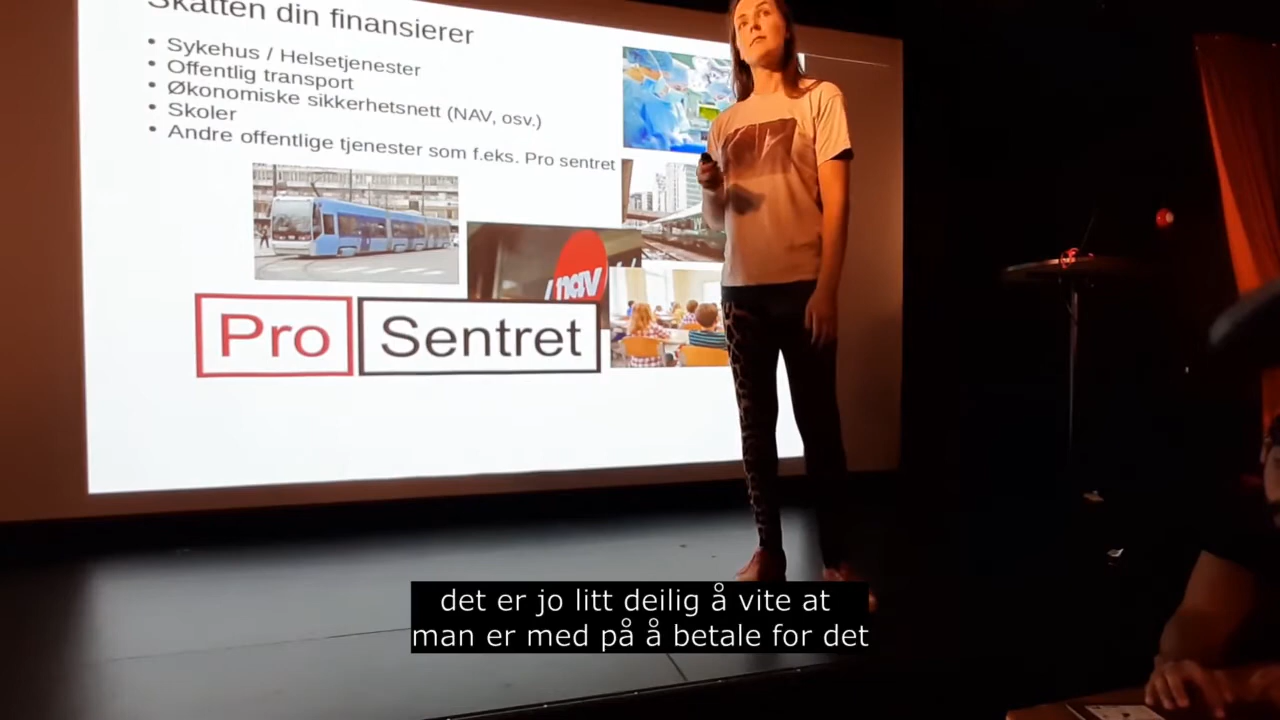 Skatten din finansierer
• Sykehus / Helsetjenester
• Offentlig transport
• Økonomiske sikkerhetsnett (NAV, osv.)
• Skoler
• Andre offentlige tjenester som f.eks. Pro sentret
nav
Pro Sentret
det er jo litt deilig å vite at
man er med på å betale for det